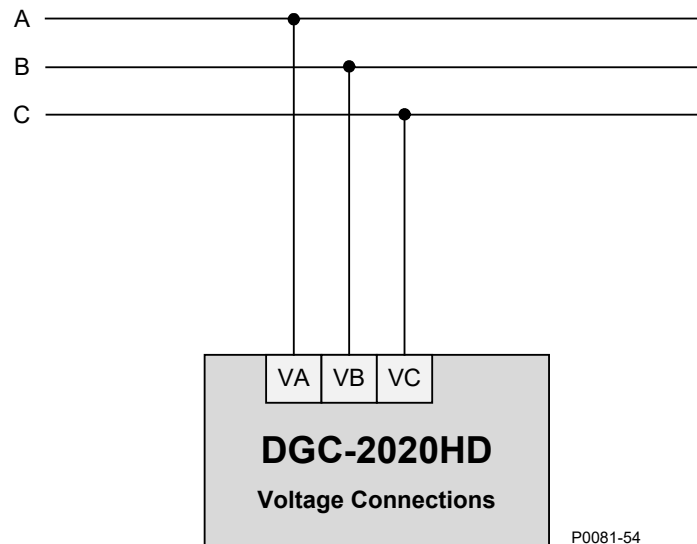 A
B
C
VA VB VC
DGC-2020HD
Voltage Connections
P0081-54